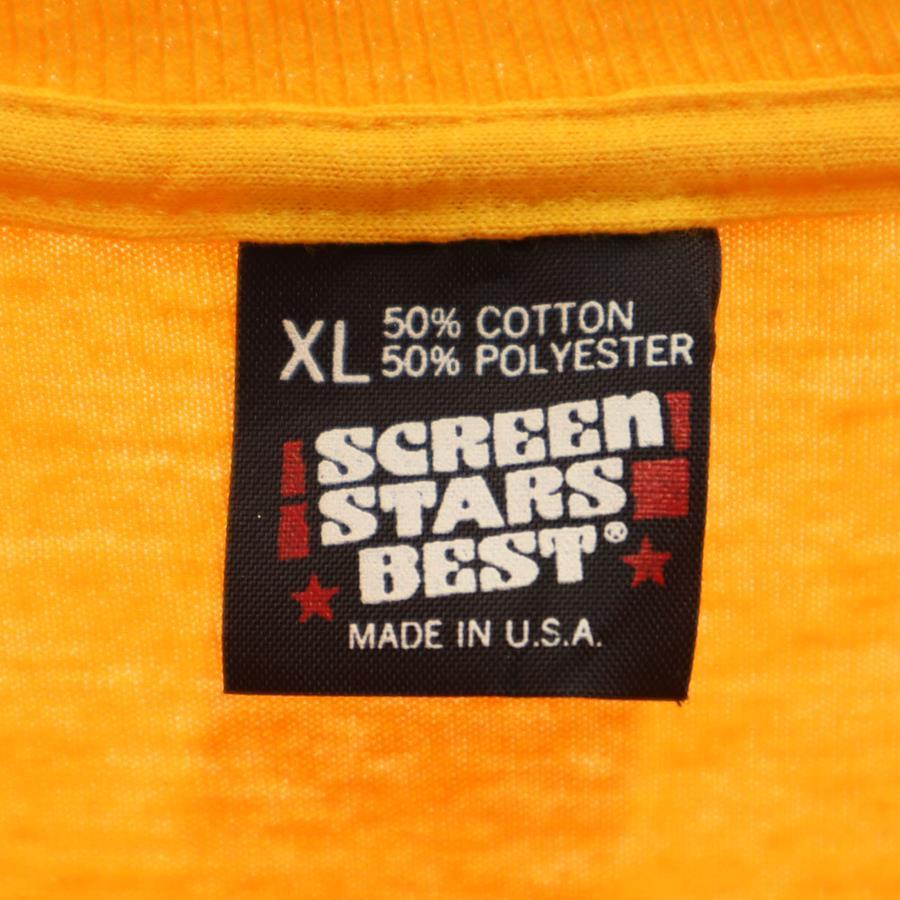 XL 50% COTTON
50% POLYESTER
SCREEN
STARS
BEST®
MADE IN U.S.A.